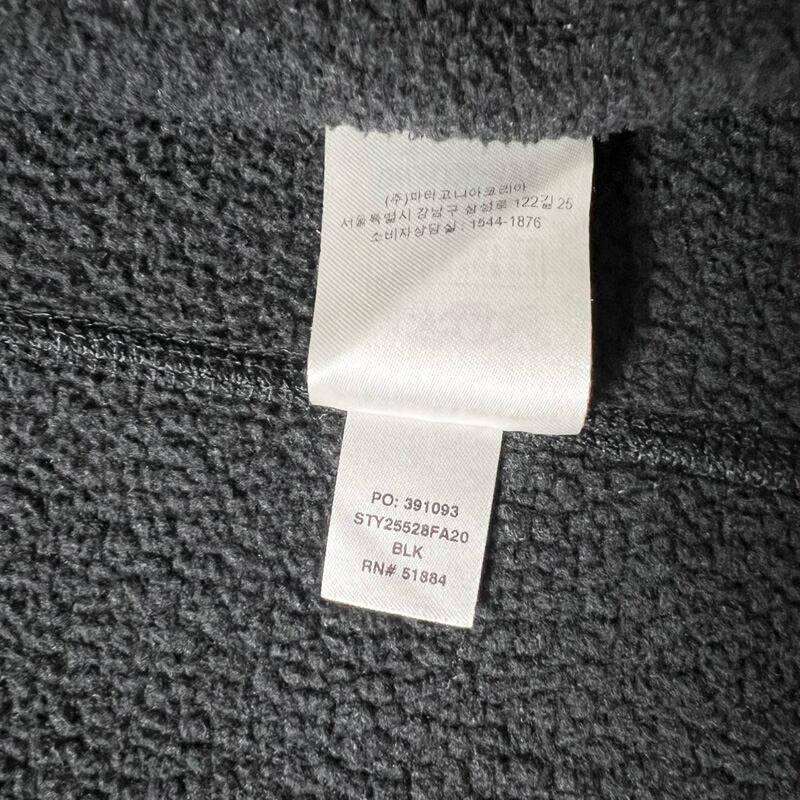 (주)파타고니아코리아
서울특별시 강남구 삼성로 122길 25
소비자상담실 : 1544-1876
PO: 391093
STY25528FA20
BLK
RN# 51884